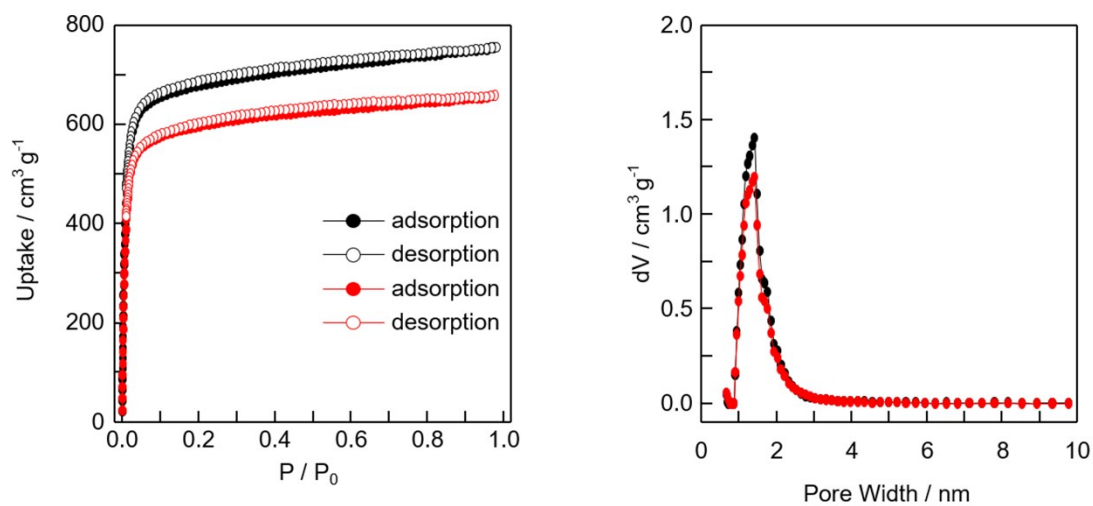 800
600
400
200
0
Uptake / cm³ g⁻¹
adsorption
desorption
adsorption
desorption
0.0 0.2 0.4 0.6 0.8 1.0
P / P₀
2.0
1.5
1.0
0.5
0.0
dV / cm³ g⁻¹
0 2 4 6 8 10
Pore Width / nm